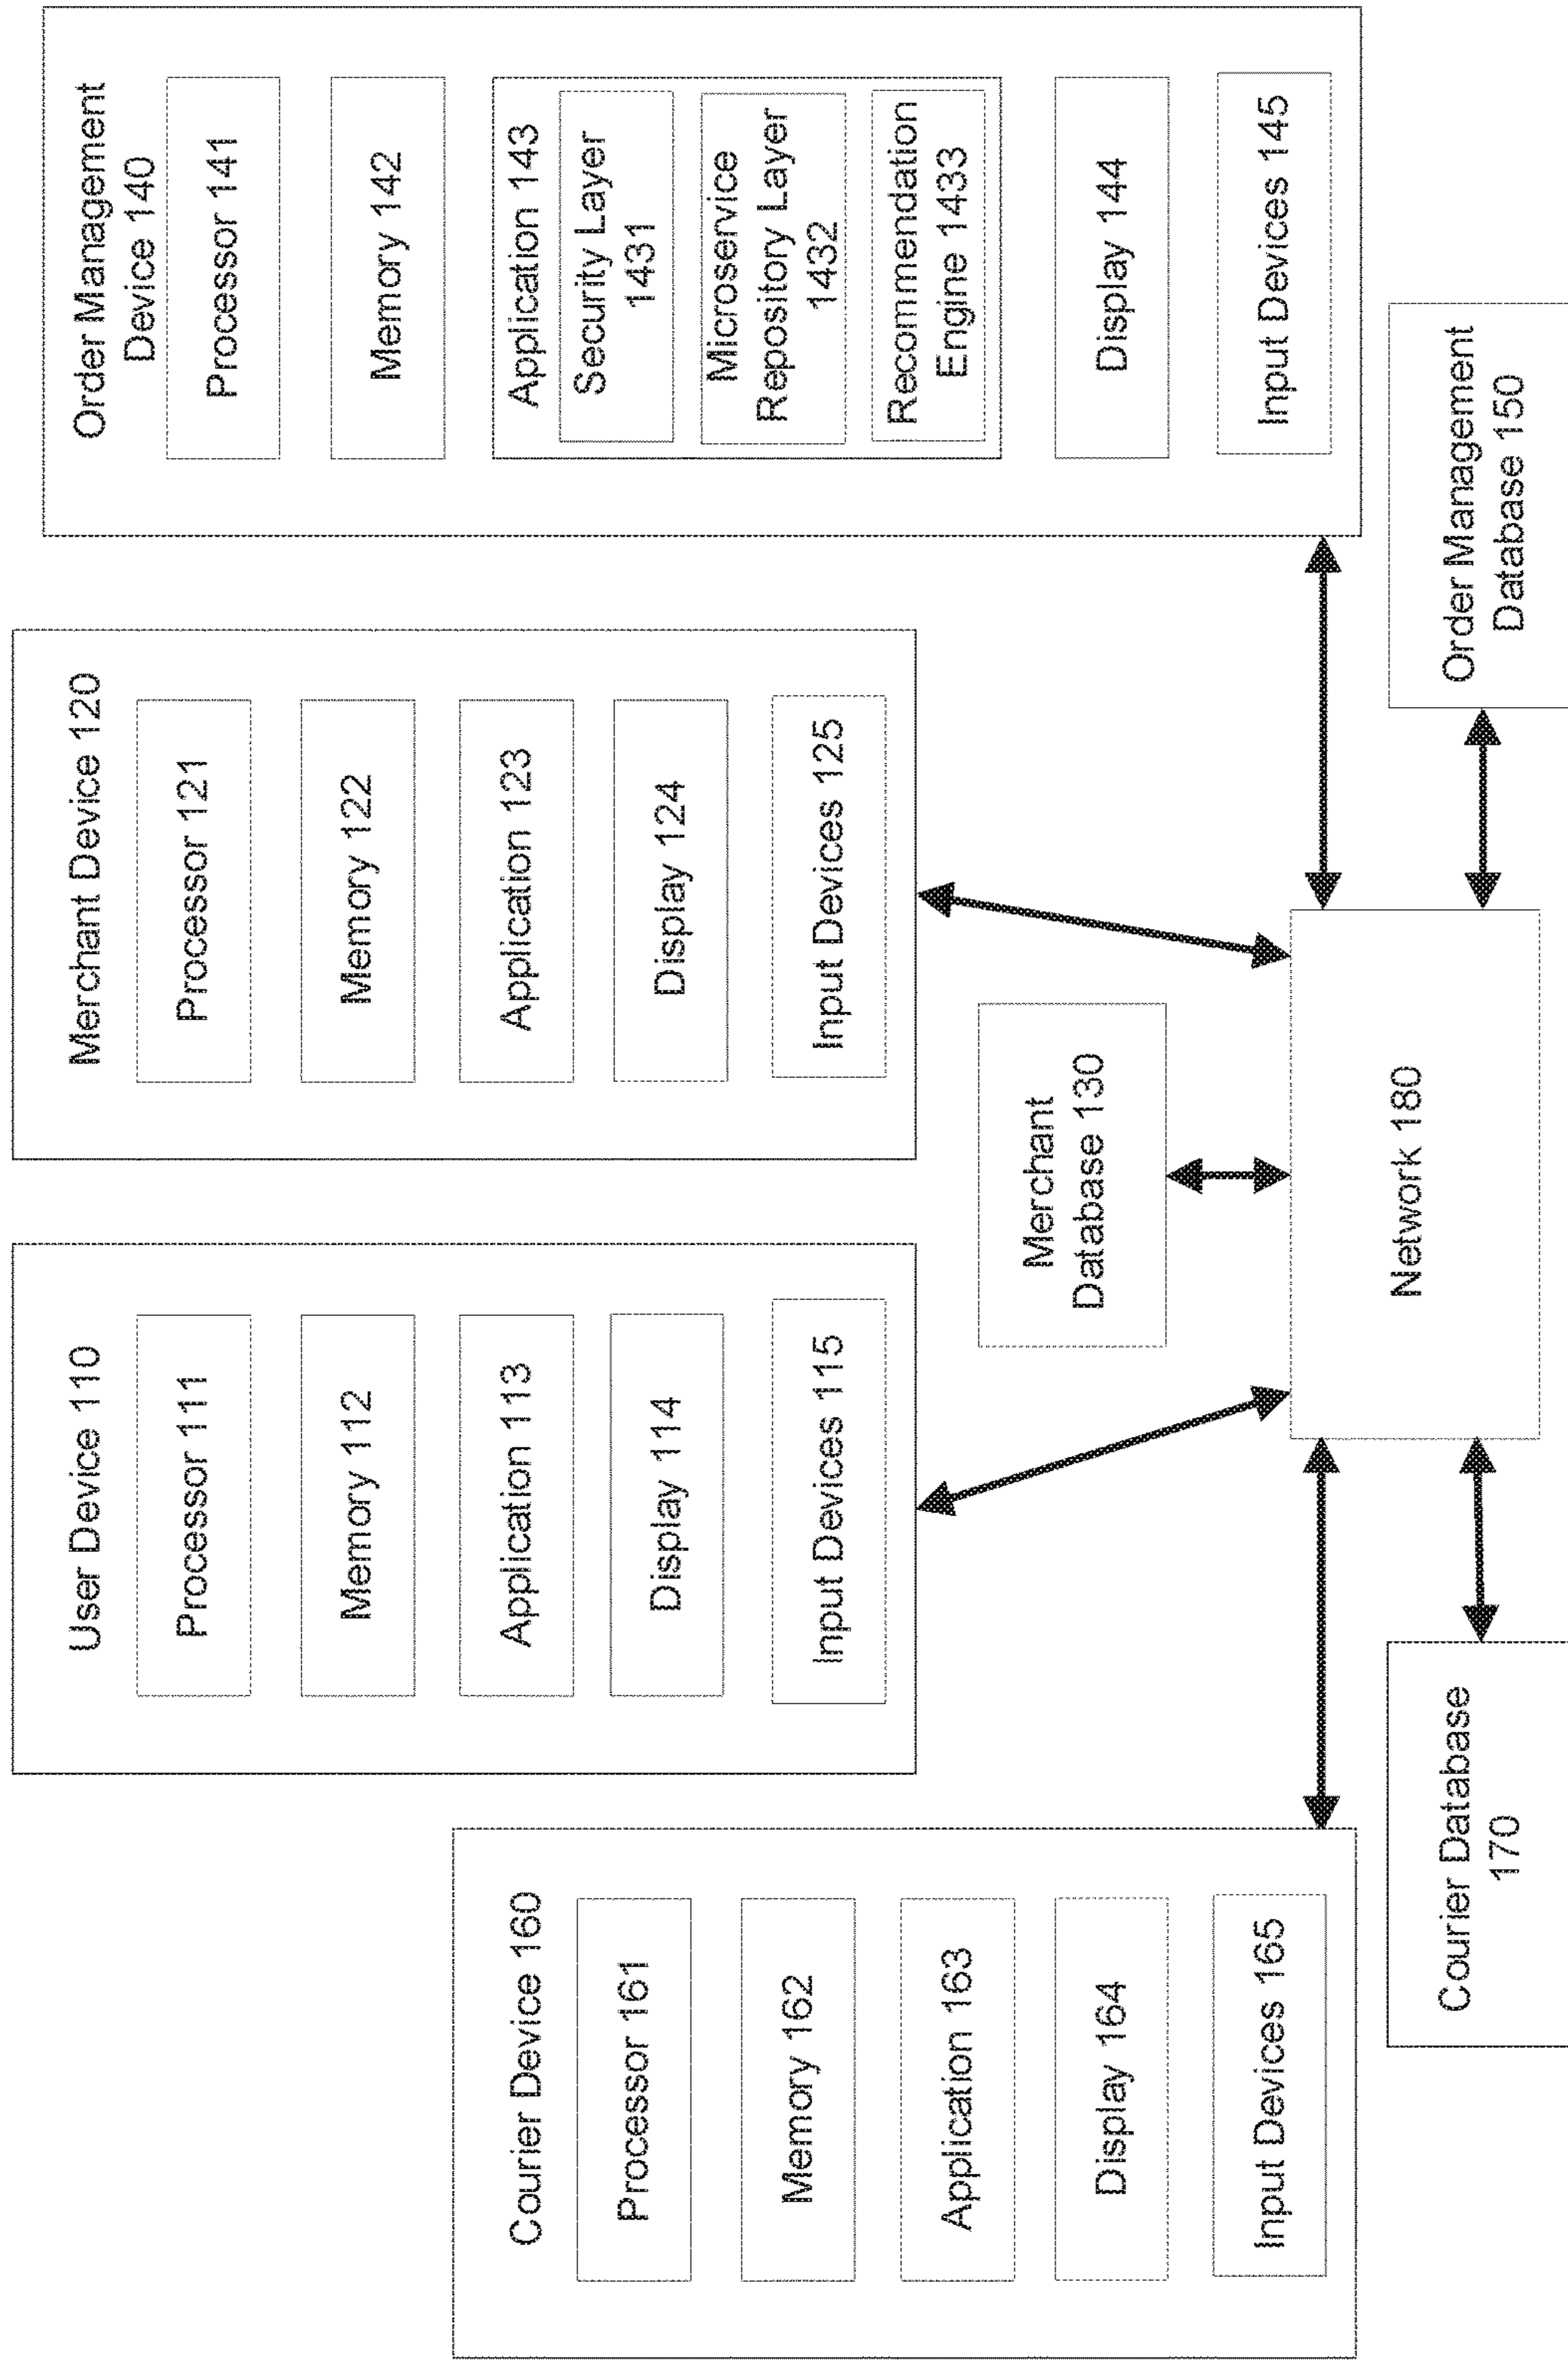 Courier Device 160
Processor 161
Memory 162
Application 163
Display 164
Input Devices 165
User Device 110
Processor 111
Memory 112
Application 113
Display 114
Input Devices 115
Merchant Device 120
Processor 121
Memory 122
Application 123
Display 124
Input Devices 125
Order Management
Device 140
Processor 141
Memory 142
Application 143
Security Layer
1431
Microservice
Repository Layer
1432
Recommendation
Engine 1433
Display 144
Input Devices 145
Merchant
Database 130
Network 180
Courier Database
170
Order Management
Database 150